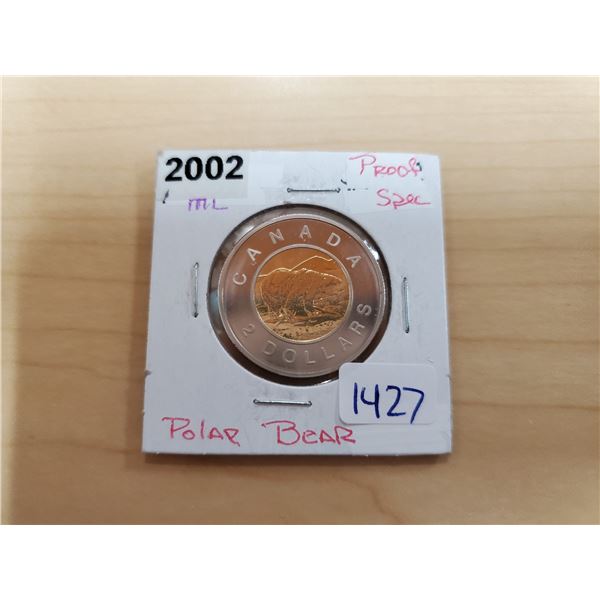 2002
Proof
ML
Spec
CANADA
2 DOLLARS
1427
Polar Bear